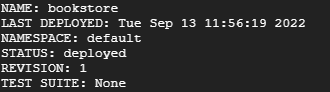 NAME: bookstore
LAST DEPLOYED: Tue Sep 13 11:56:19 2022
NAMESPACE: default
STATUS: deployed
REVISION: 1
TEST SUITE: None